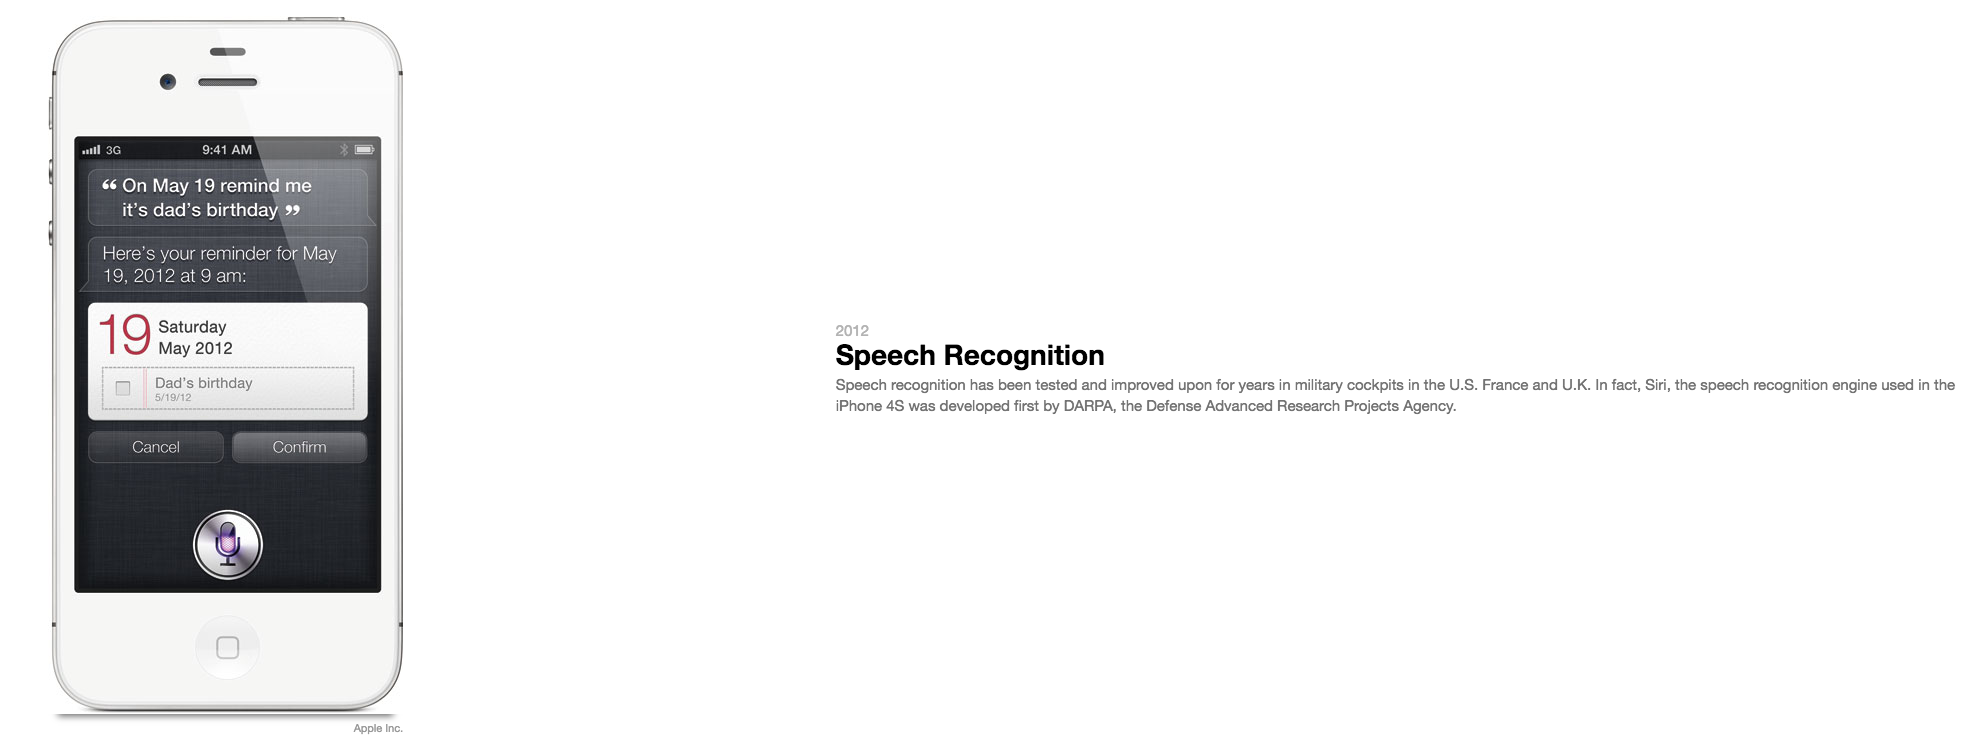 3G 9:41 AM
“ On May 19 remind me
it’s dad’s birthday ”
Here’s your reminder for May
19, 2012 at 9 am:
19 Saturday
May 2012
Dad’s birthday
5/19/12
Cancel Confirm
Apple Inc.
2012
Speech Recognition
Speech recognition has been tested and improved upon for years in military cockpits in the U.S. France and U.K. In fact, Siri, the speech recognition engine used in the
iPhone 4S was developed first by DARPA, the Defense Advanced Research Projects Agency.